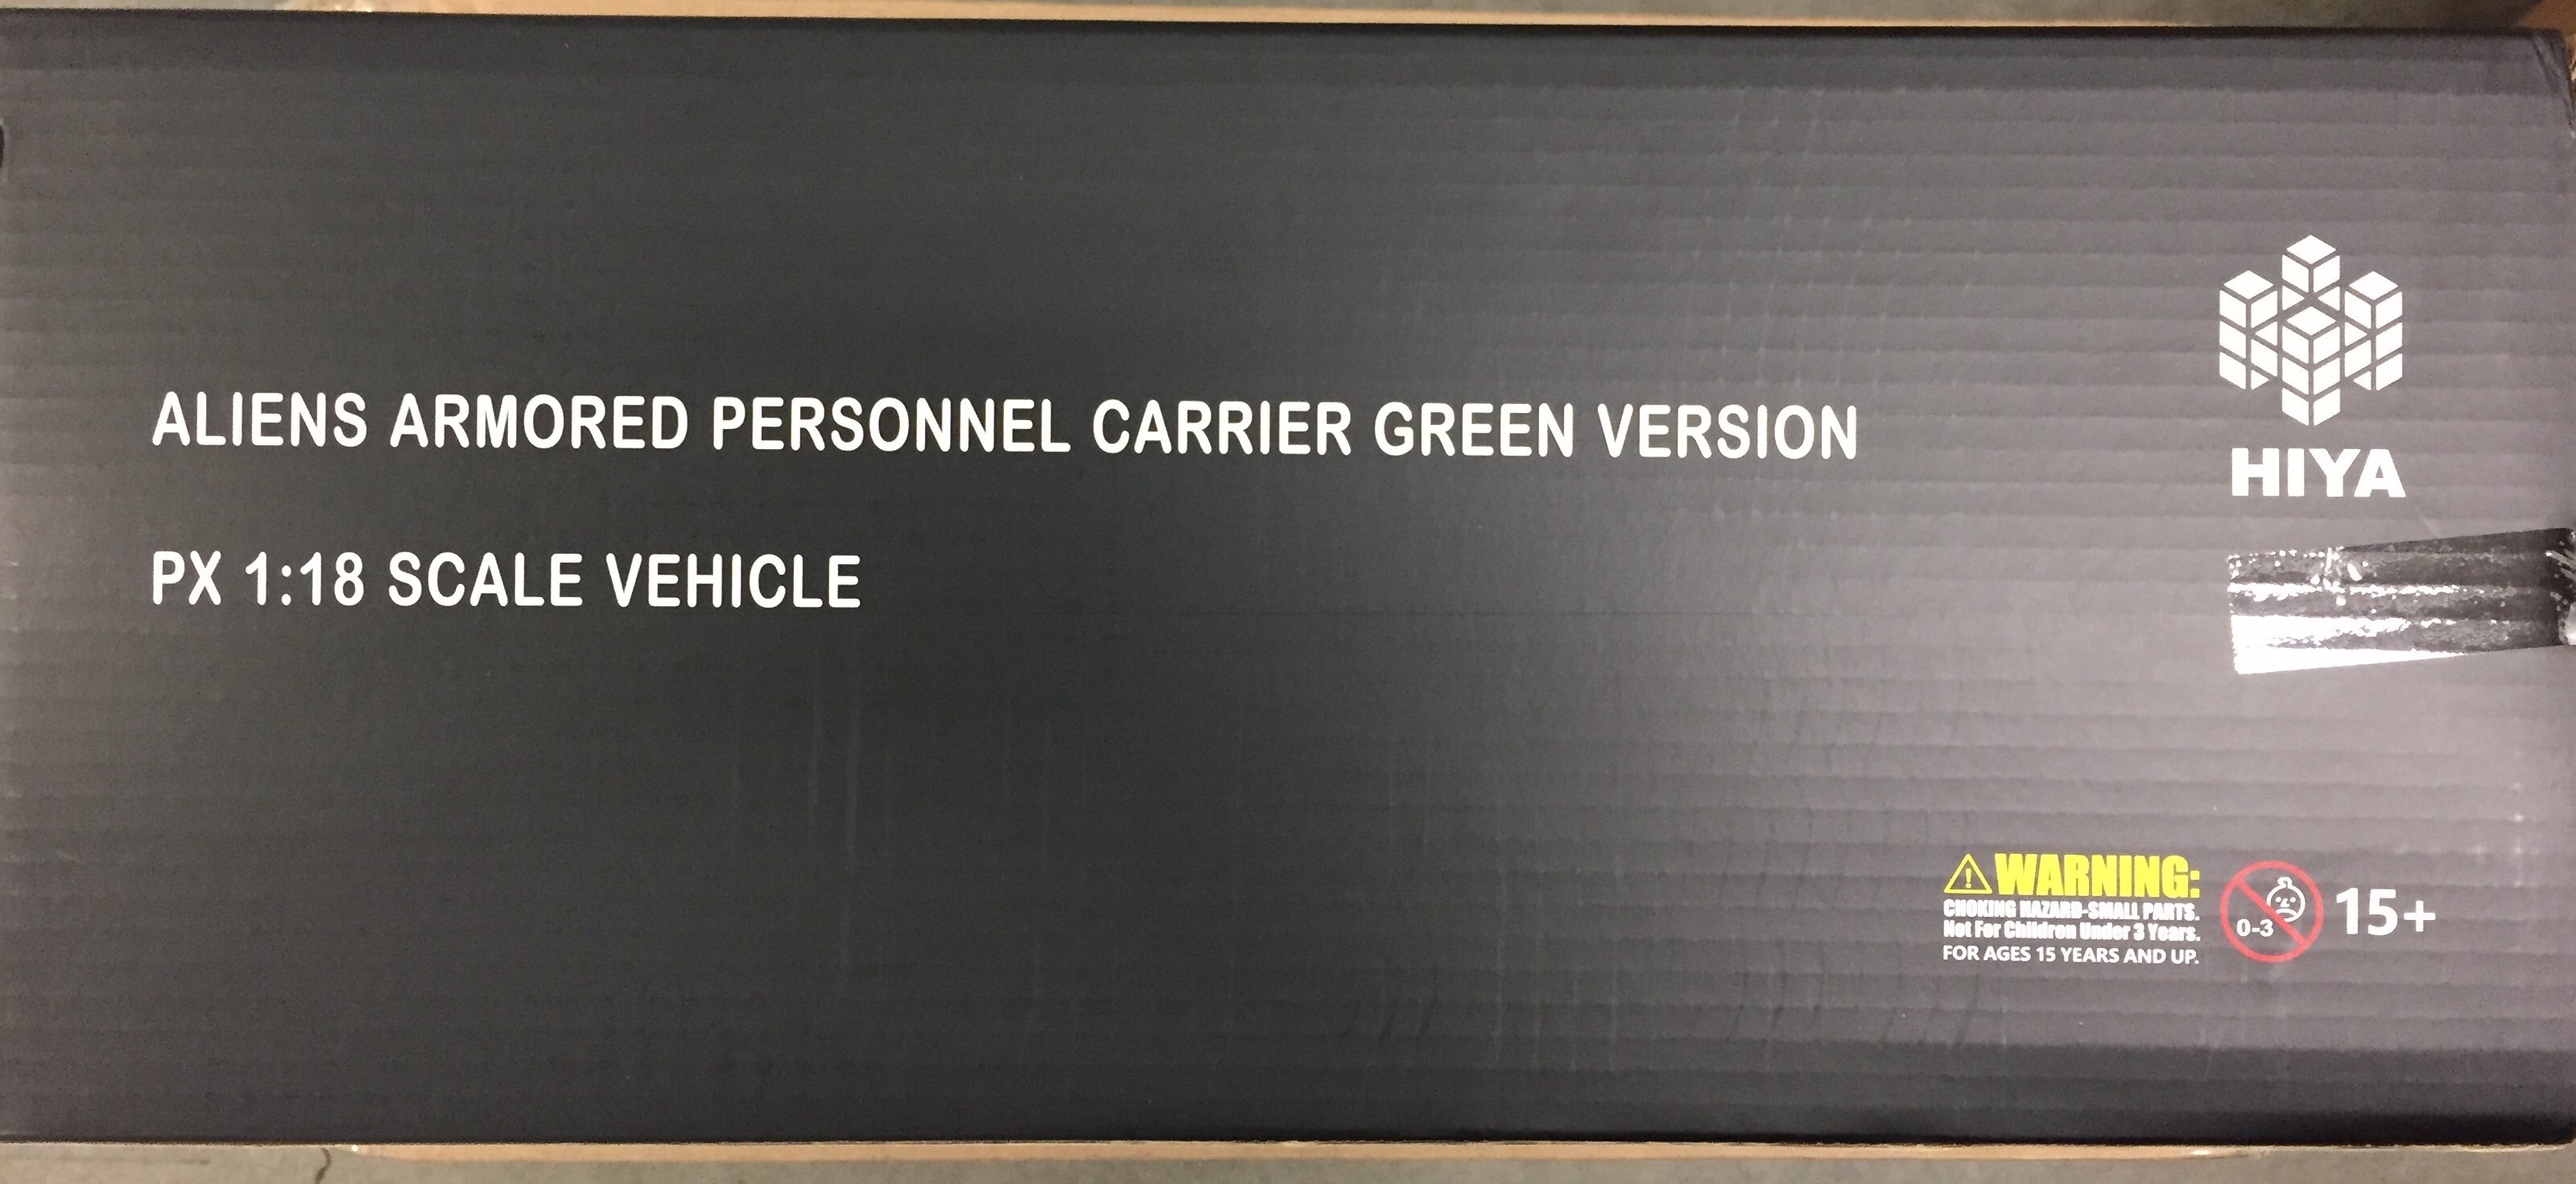 ALIENS ARMORED PERSONNEL CARRIER GREEN VERSION
PX 1:18 SCALE VEHICLE
HIYA
WARNING:
CHOKING HAZARD-SMALL PARTS.
Not For Children Under 3 Years.
FOR AGES 15 YEARS AND UP.
0-3
15+